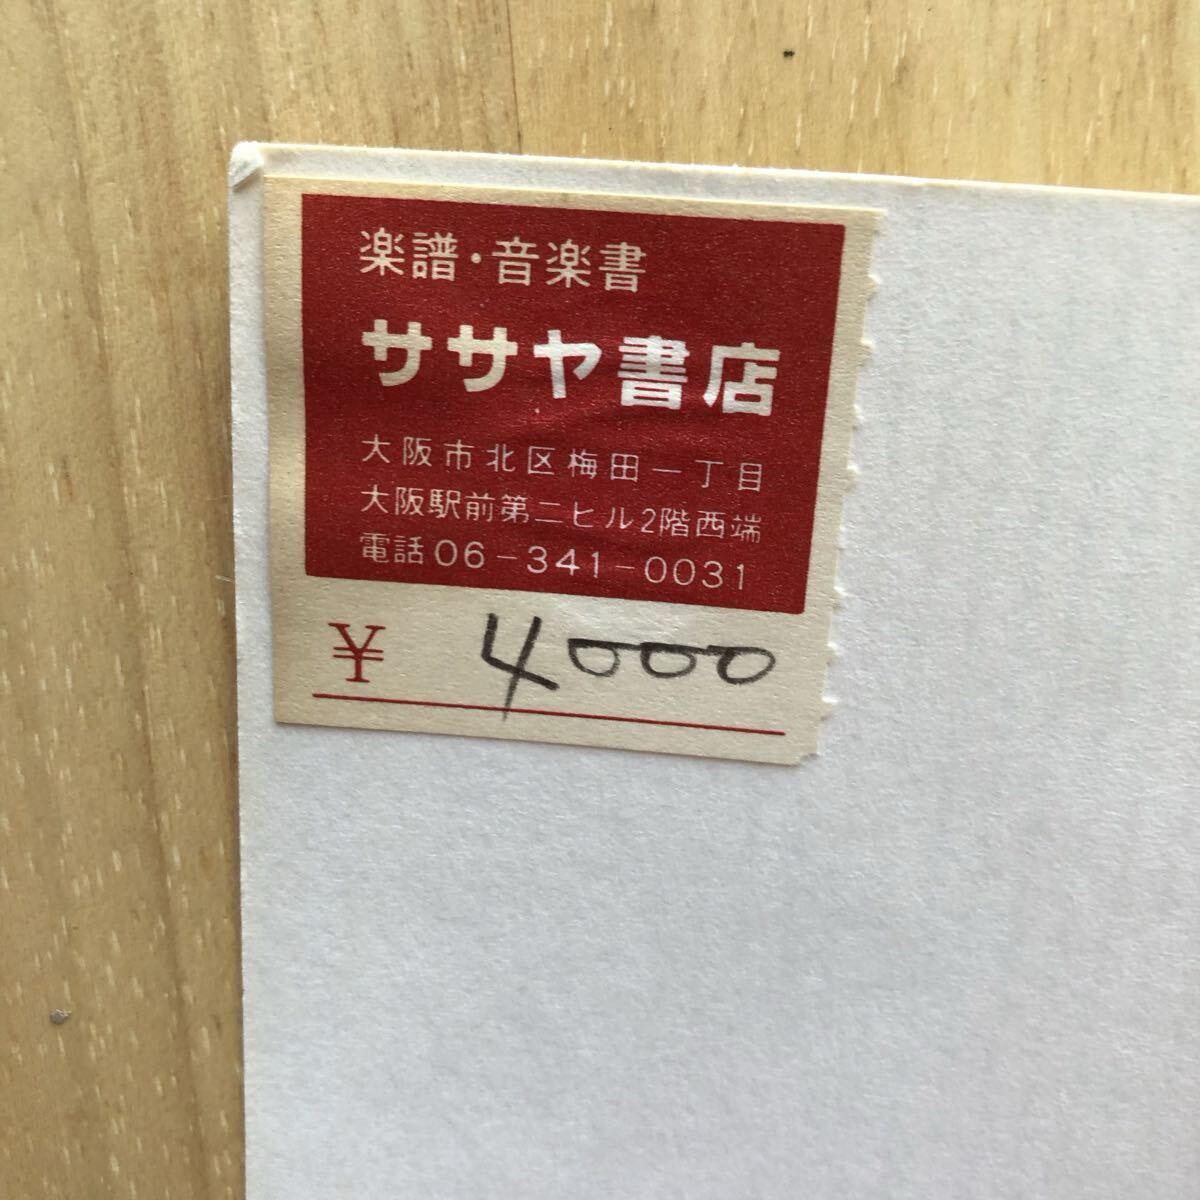 楽譜・音楽書
ササヤ書店
大阪市北区梅田一丁目
大阪駅前第二ビル2階西端
電話06-341-0031
¥ 4000